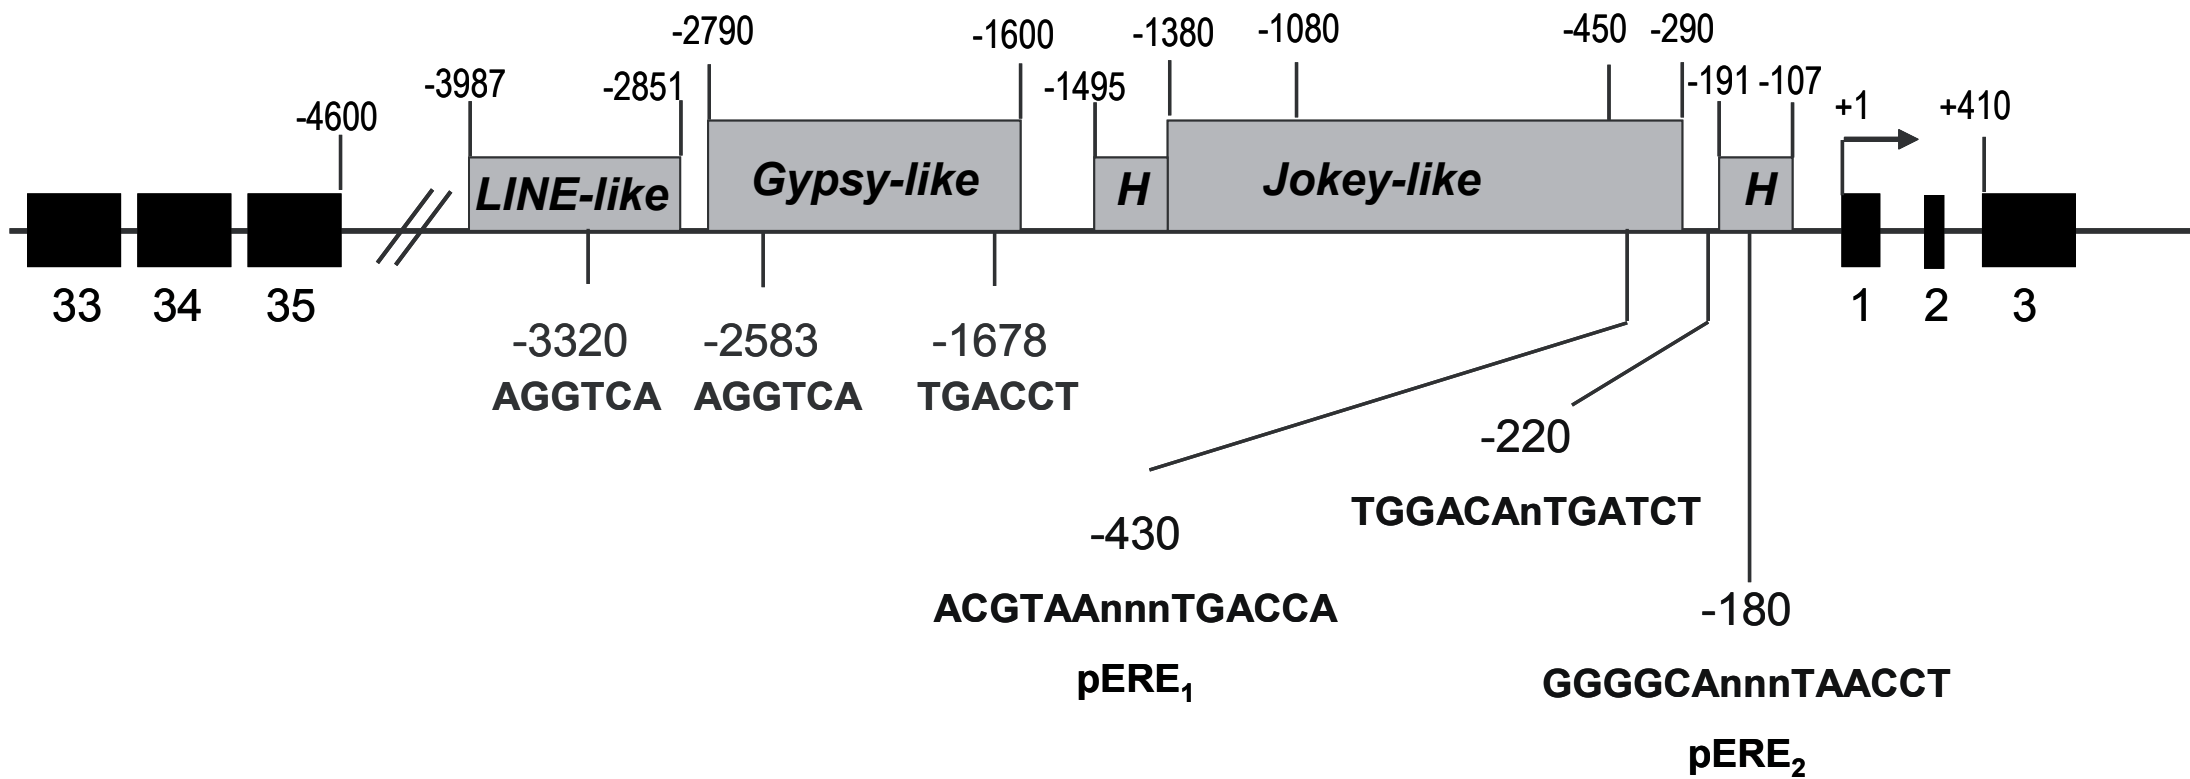 -2790 -1600 -1380 -1080 -450 -290
-3987 -2851 -1495 -191 -107
-4600 +1 +410
LINE-like Gypsy-like H Jokey-like H
33 34 35 1 2 3
-3320 -2583 -1678
AGGTCA AGGTCA TGACCT
-220
TGGACAnTGATCT
-430
ACGTAAnnnTGACCA
pERE1
-180
GGGGCAnnnTAACCT
pERE2